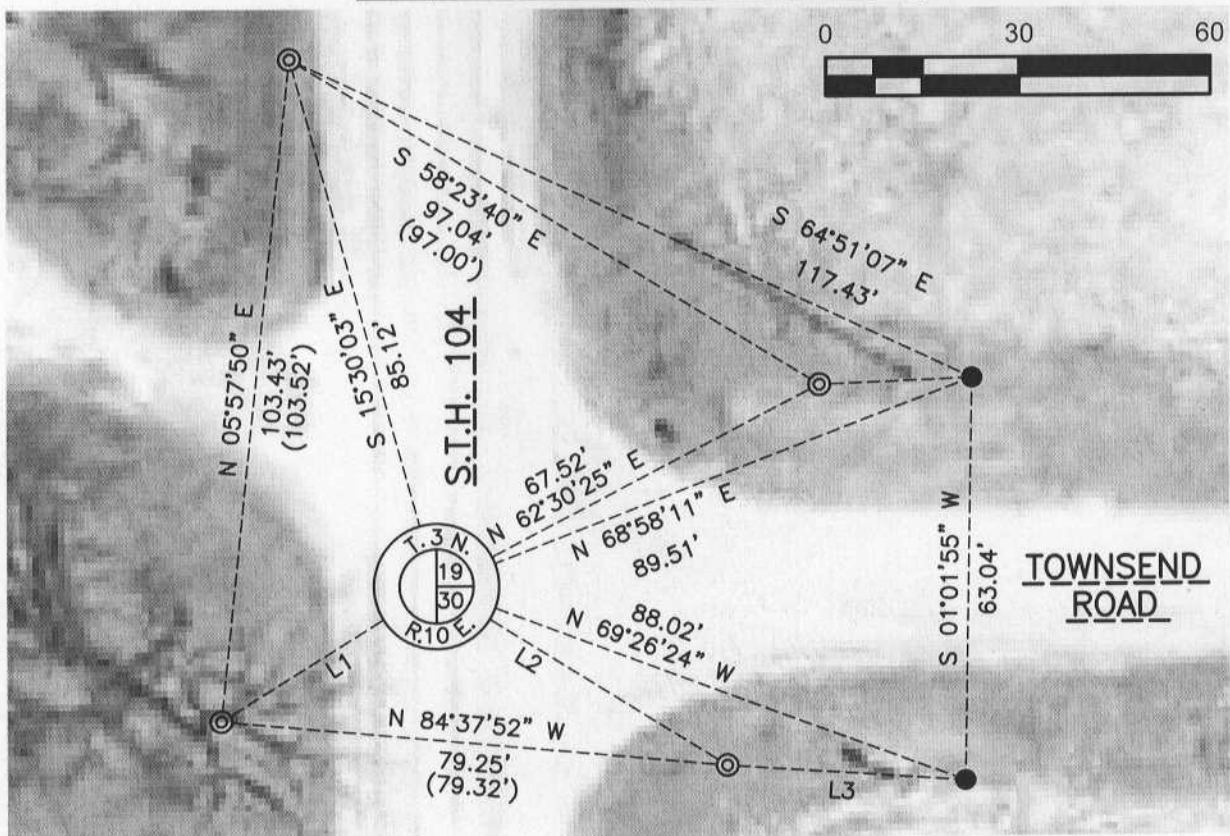 0 30 60
S 58°23'40" E
97.04'
(97.00')
S 64°51'07" E
117.43'
N 05°57'50" E
103.43'
(103.52')
S 15°30'03" E
85.12'
S.T.H. 104
67.52'
N 62°30'25" E
N 68°58'11" E
89.51'
T. 3 N.
19
30
R.10 E.
88.02'
N 69°26'24" W
S 01°01'55" W
63.04'
TOWNSEND
ROAD
L1
L2
N 84°37'52" W
79.25'
(79.32')
L3